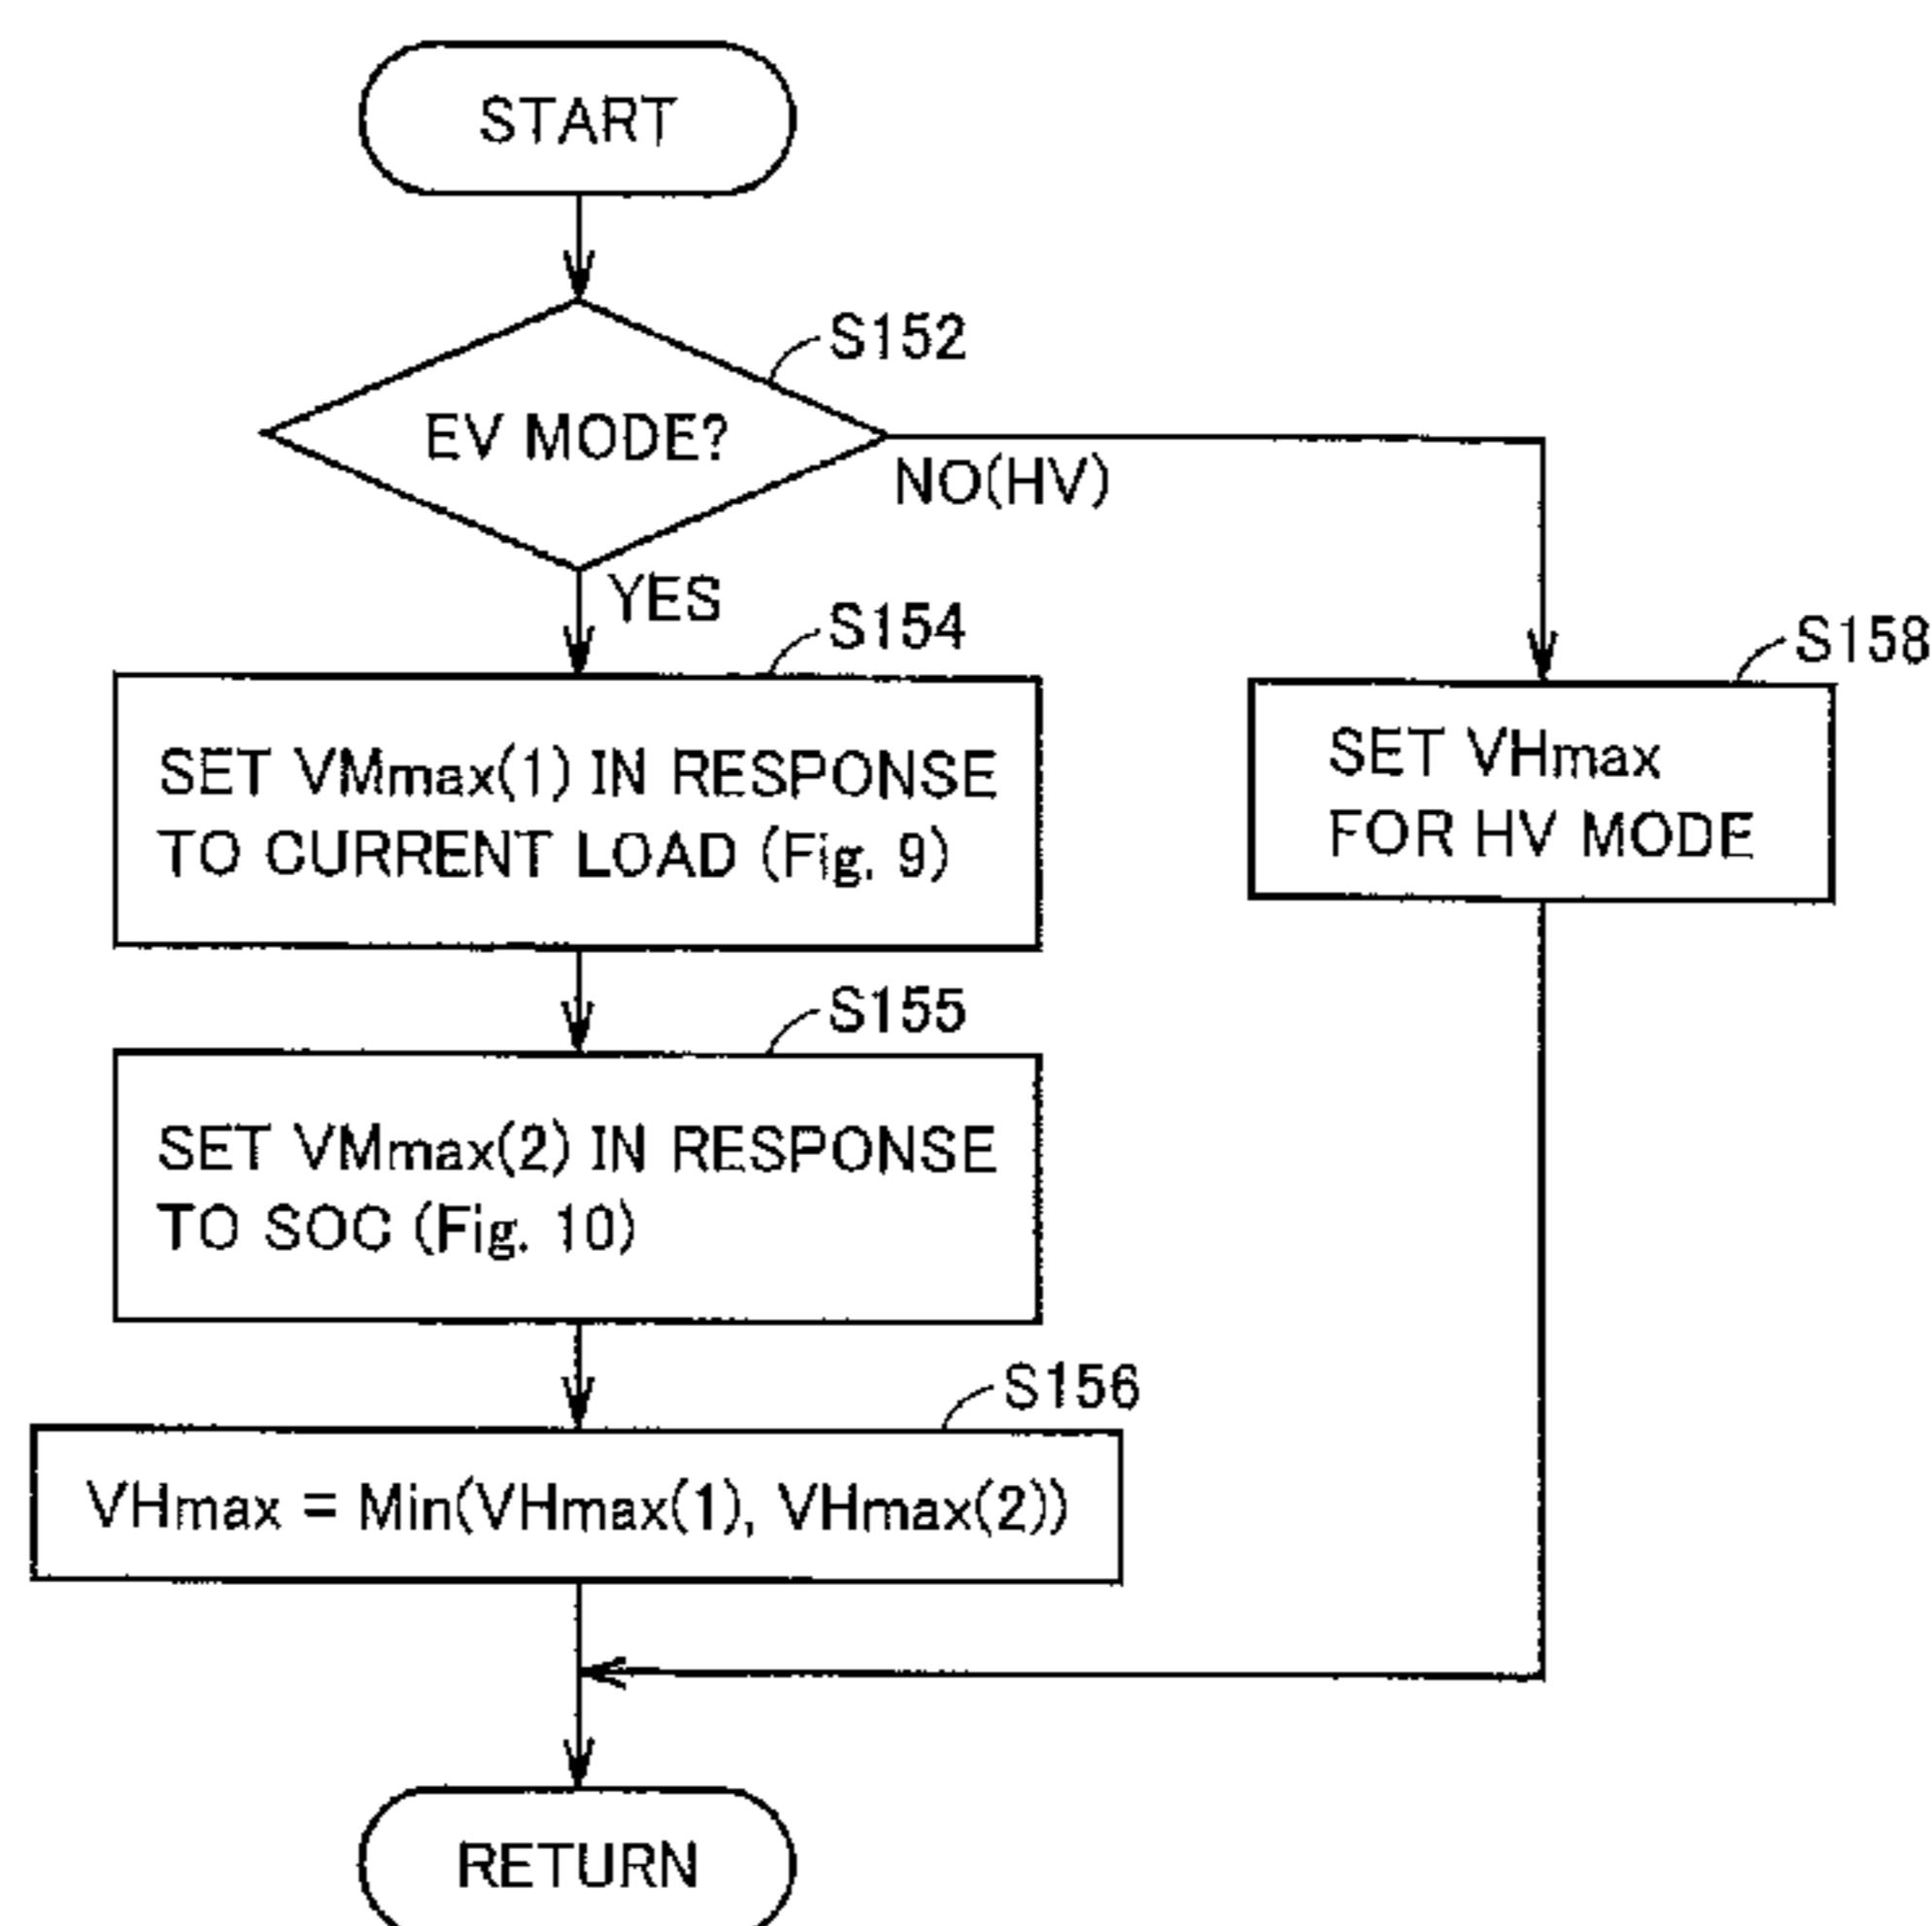 START
S152
EV MODE?
NO(HV)
YES
S154
SET VMmax(1) IN RESPONSE
TO CURRENT LOAD (Fig. 9)
S158
SET VHmax
FOR HV MODE
S155
SET VMmax(2) IN RESPONSE
TO SOC (Fig. 10)
S156
VHmax = Min(VHmax(1), VHmax(2))
RETURN